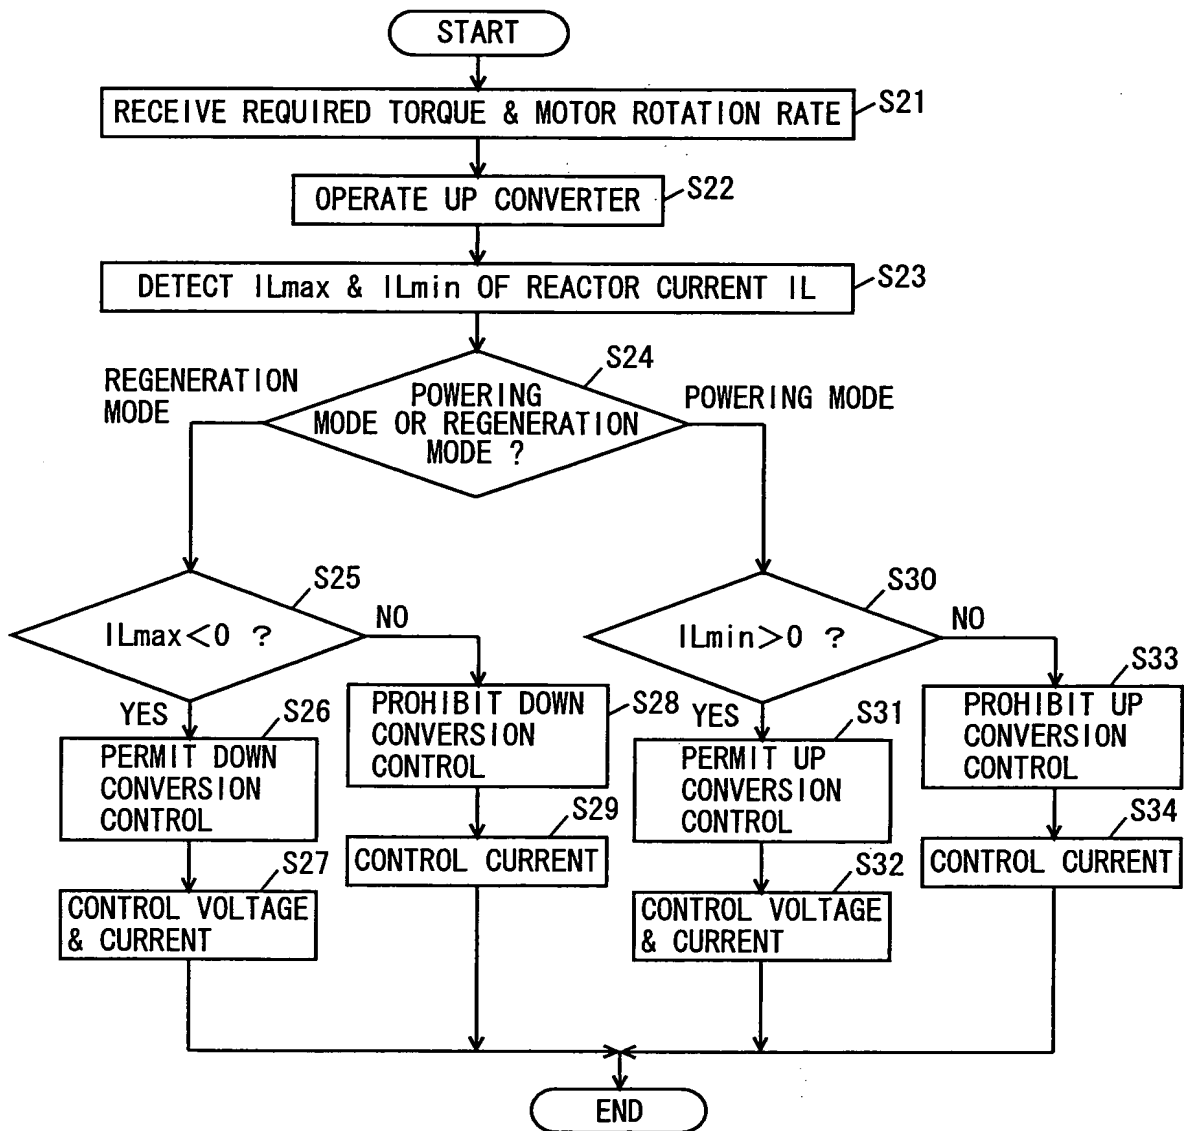 START
RECEIVE REQUIRED TORQUE & MOTOR ROTATION RATE
S21
OPERATE UP CONVERTER
S22
DETECT ILmax & ILmin OF REACTOR CURRENT IL
S23
S24
REGENERATION
MODE
POWERING
MODE OR REGENERATION
MODE ?
POWERING MODE
S25
ILmax<0 ?
NO
YES
S30
ILmin>0 ?
NO
YES
S26
PERMIT DOWN
CONVERSION
CONTROL
S28
PROHIBIT DOWN
CONVERSION
CONTROL
S31
PERMIT UP
CONVERSION
CONTROL
S33
PROHIBIT UP
CONVERSION
CONTROL
S27
CONTROL VOLTAGE
& CURRENT
S29
CONTROL CURRENT
S32
CONTROL VOLTAGE
& CURRENT
S34
CONTROL CURRENT
END